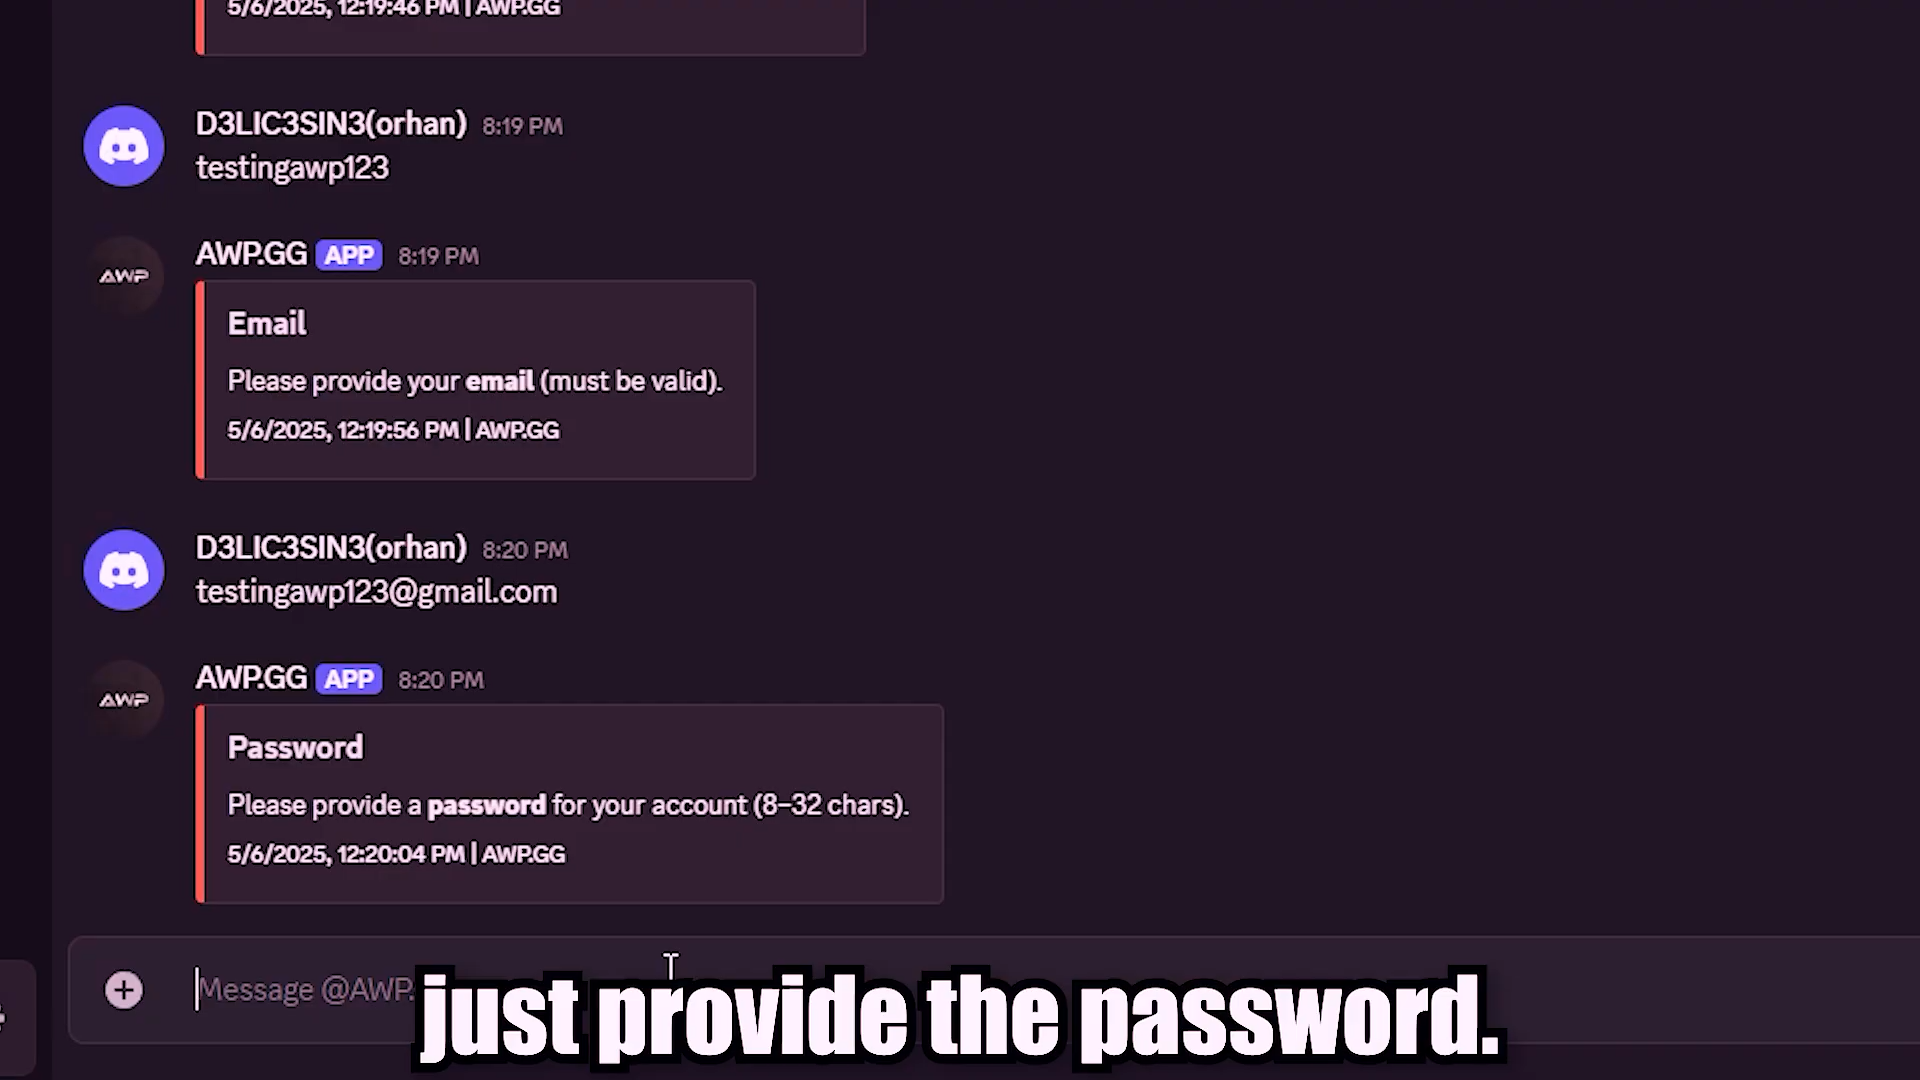 5/6/2025, 12:19:46 PM | AWP.GG
D3LIC3SIN3(orhan) 8:19 PM
testingawp123
AWP.GG APP 8:19 PM
AWP
Email
Please provide your email (must be valid).
5/6/2025, 12:19:56 PM | AWP.GG
D3LIC3SIN3(orhan) 8:20 PM
testingawp123@gmail.com
AWP.GG APP 8:20 PM
AWP
Password
Please provide a password for your account (8–32 chars).
5/6/2025, 12:20:04 PM | AWP.GG
Message @AWP.
just provide the password.